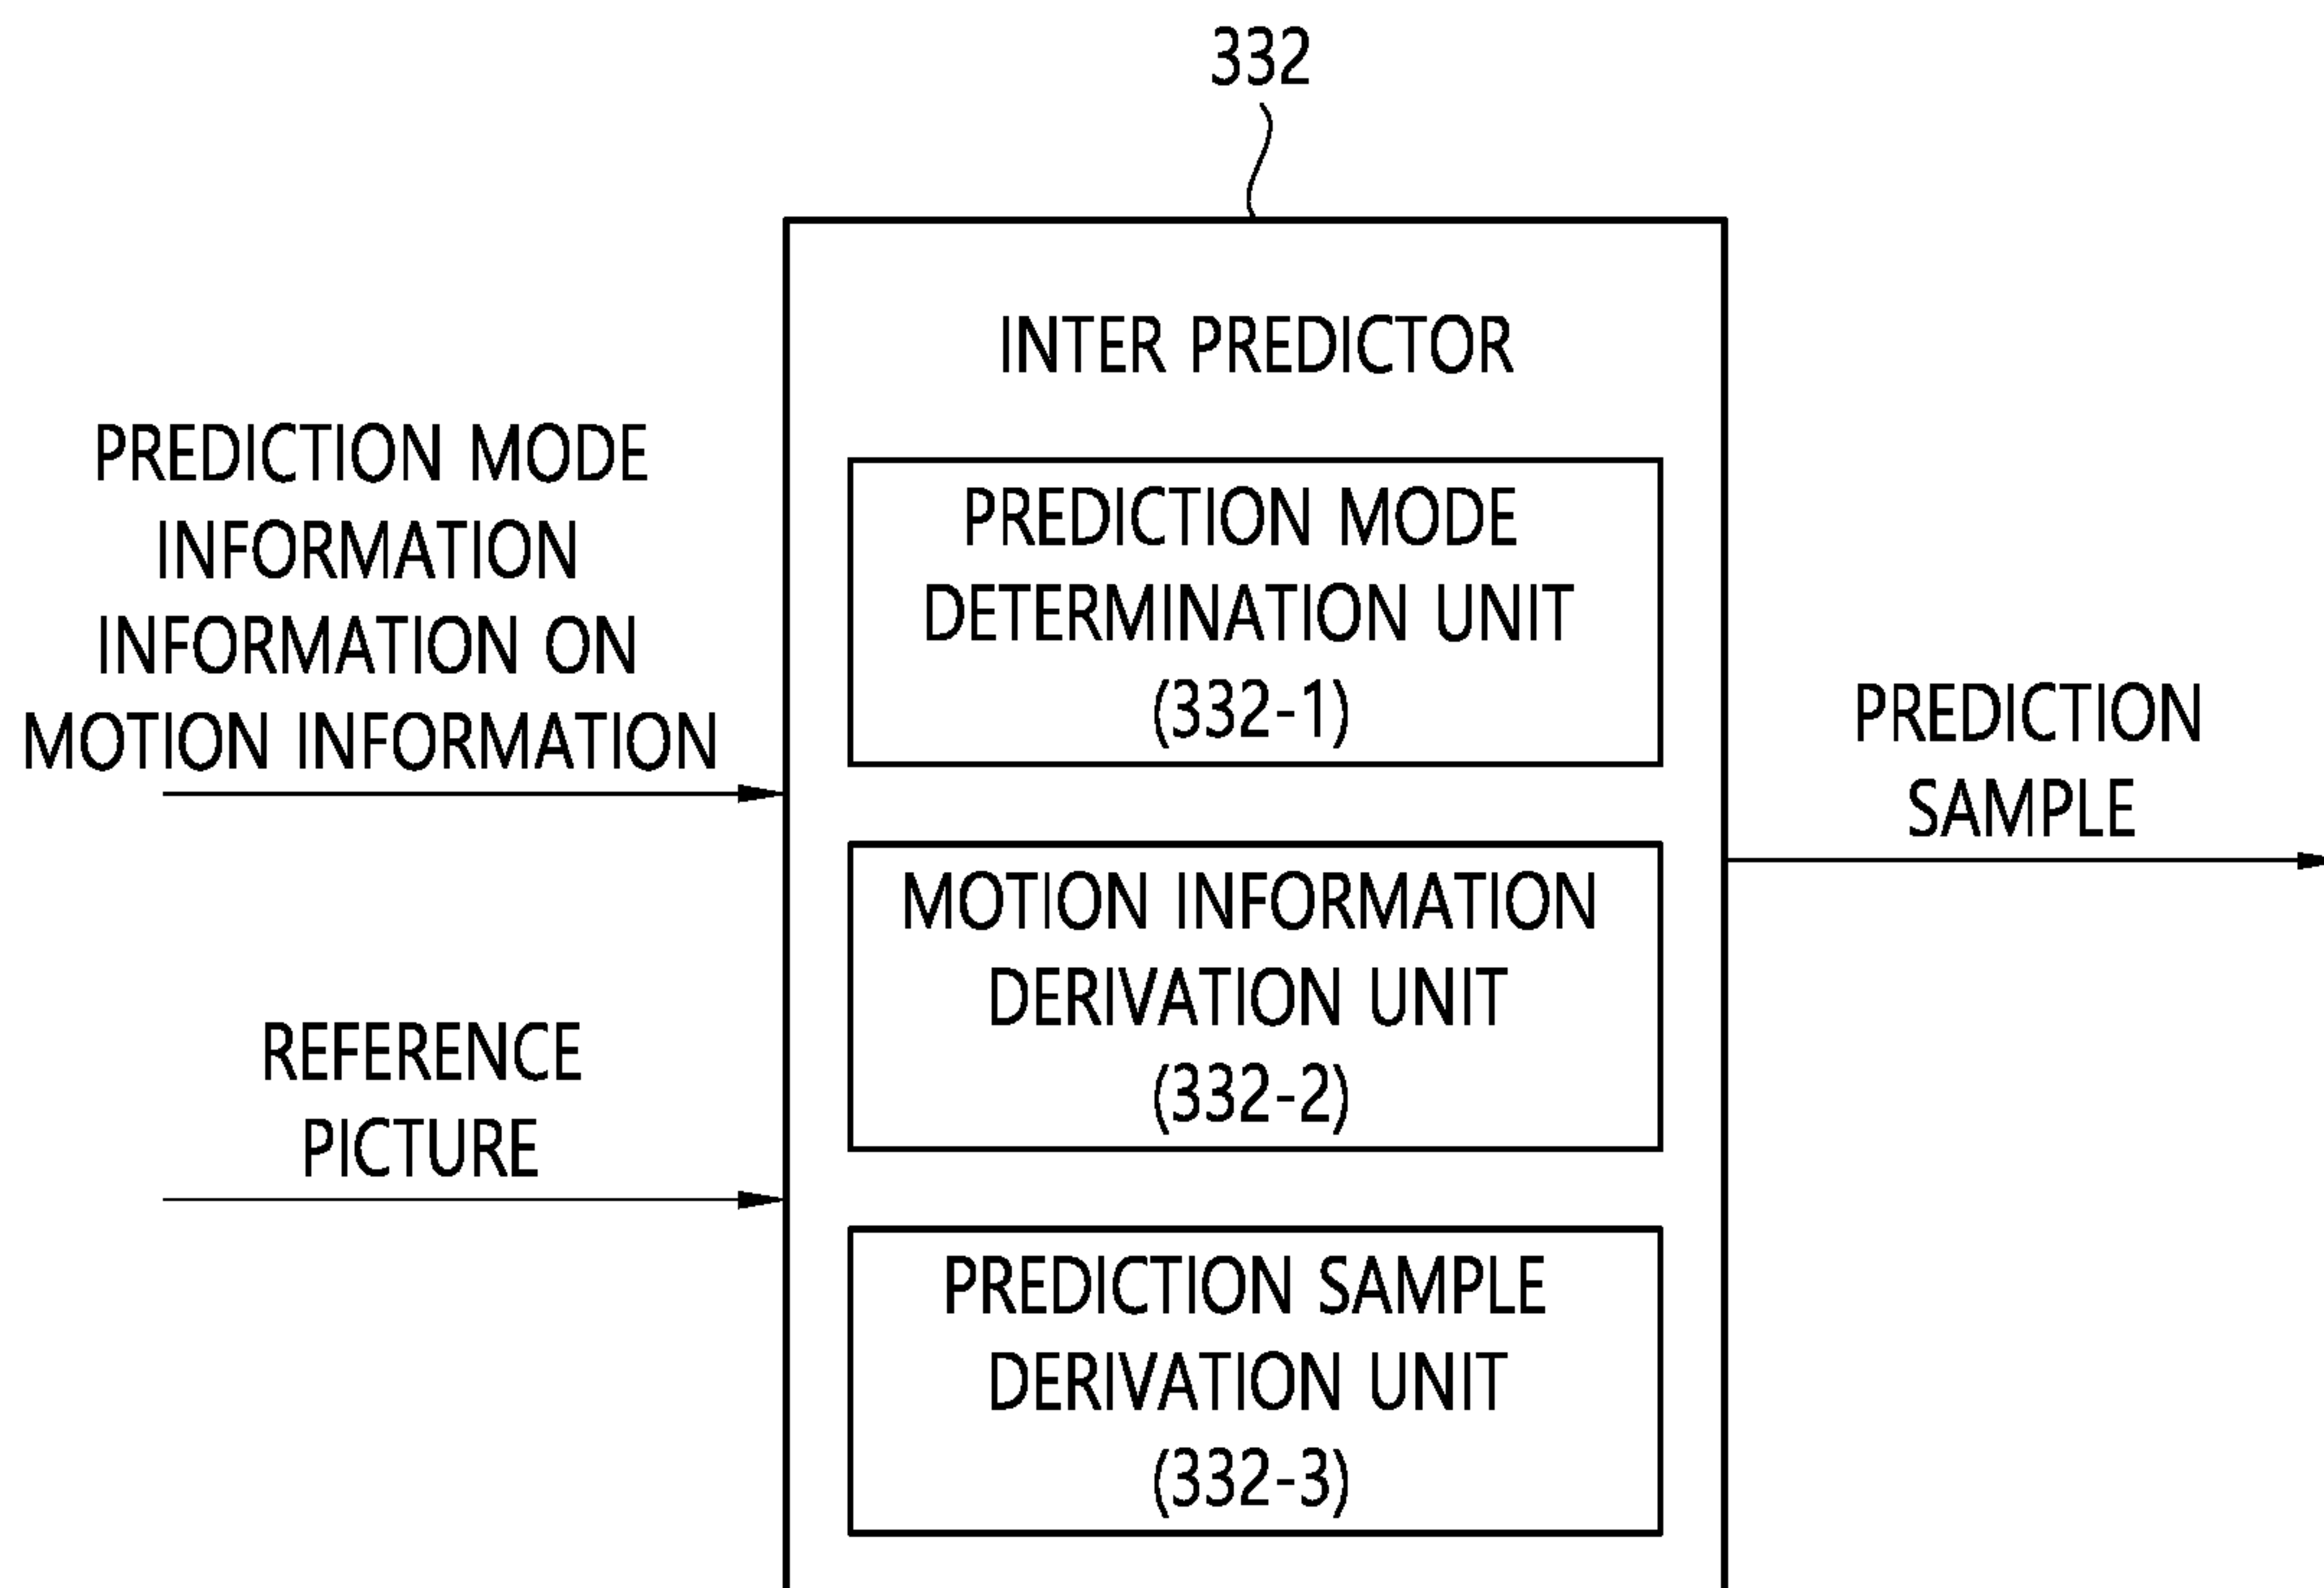 332
INTER PREDICTOR
PREDICTION MODE
INFORMATION
INFORMATION ON
MOTION INFORMATION
REFERENCE
PICTURE
PREDICTION MODE
DETERMINATION UNIT
(332-1)
MOTION INFORMATION
DERIVATION UNIT
(332-2)
PREDICTION SAMPLE
DERIVATION UNIT
(332-3)
PREDICTION
SAMPLE